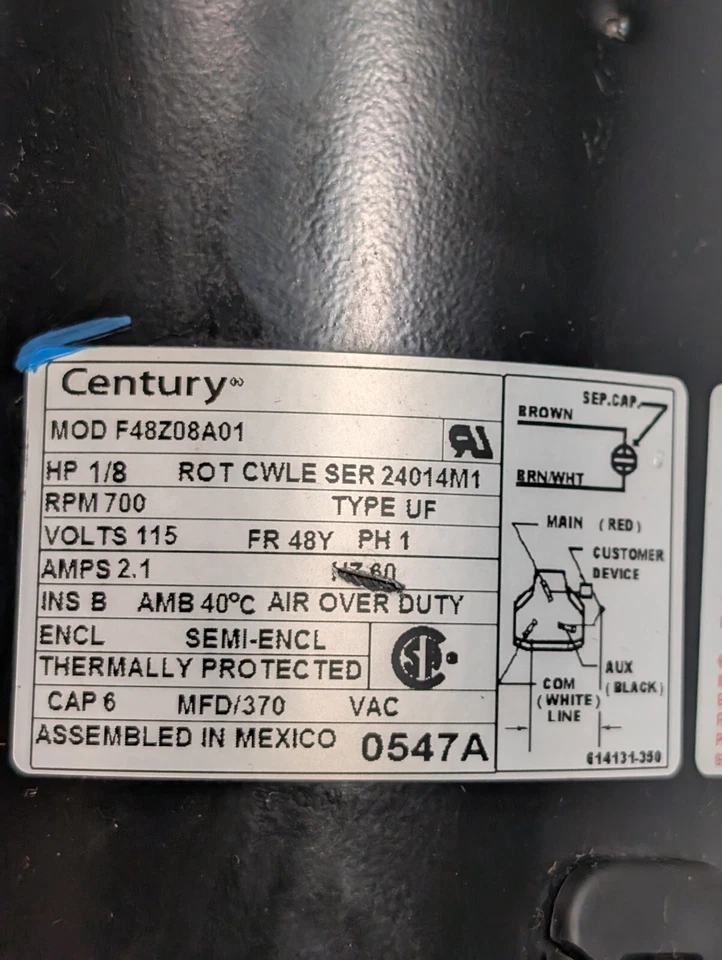 Century
MOD F48Z08A01
HP 1/8 ROT CWLE SER 24014M1
RPM 700 TYPE UF
VOLTS 115 FR 48Y PH 1
AMPS 2.1 HZ 60
INS B AMB 40°C AIR OVER DUTY
ENCL SEMI-ENCL
THERMALLY PROTECTED
CAP 6 MFD/370 VAC
ASSEMBLED IN MEXICO 0547A
SEP.CAP.
BROWN
BRN/WHT
MAIN (RED)
CUSTOMER
DEVICE
AUX
(BLACK)
COM
(WHITE)
LINE
614131-350